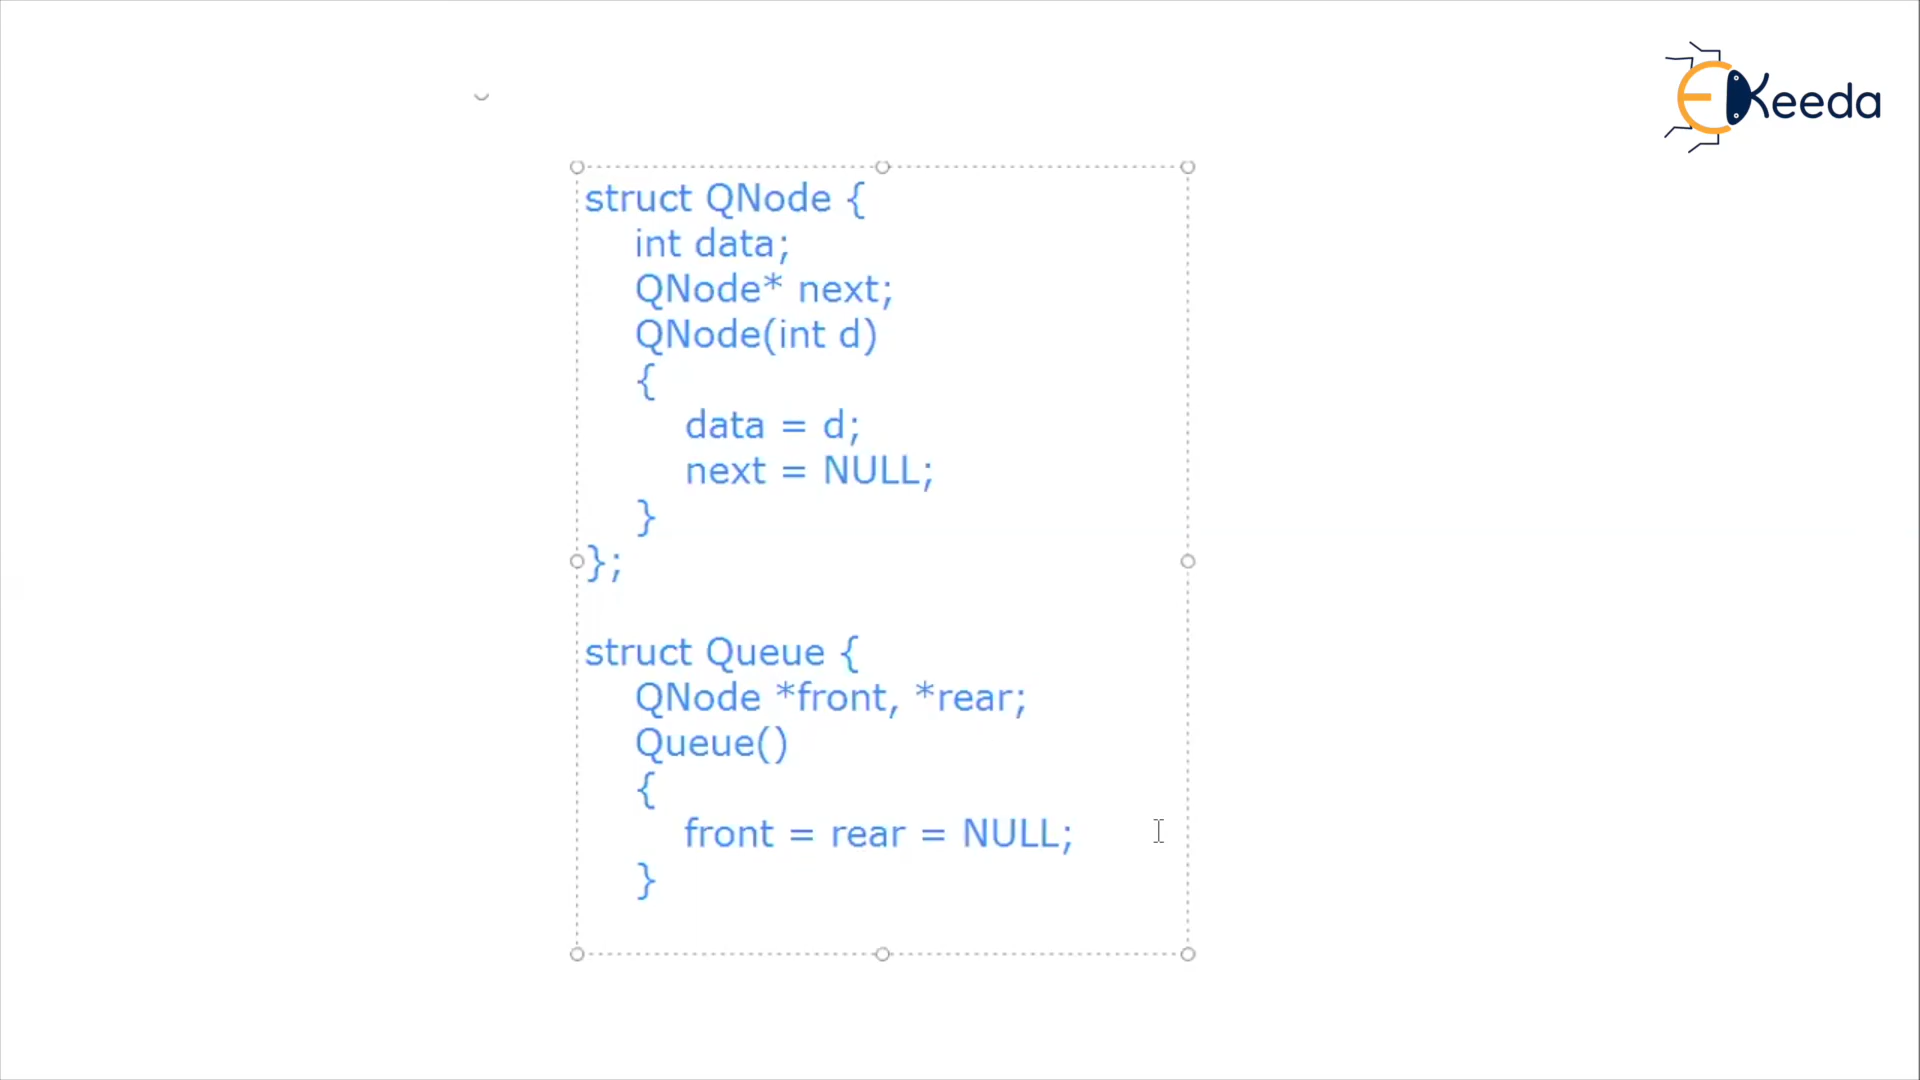 EKeeda
struct QNode {
int data;
QNode* next;
QNode(int d)
{
data = d;
next = NULL;
}
};
struct Queue {
QNode *front, *rear;
Queue()
{
front = rear = NULL;
}